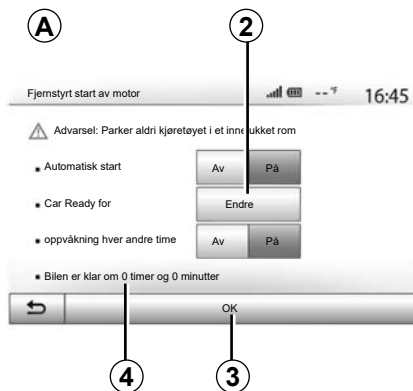 A
2
Fjernstyrt start av motor
-- °F 16:45
Advarsel: Parker aldri kjøretøyet i et innelukket rom
Automatisk start Av På
Car Ready for Endre
oppvåkning hver andre time Av På
Bilen er klar om 0 timer og 0 minutter
OK
4 3